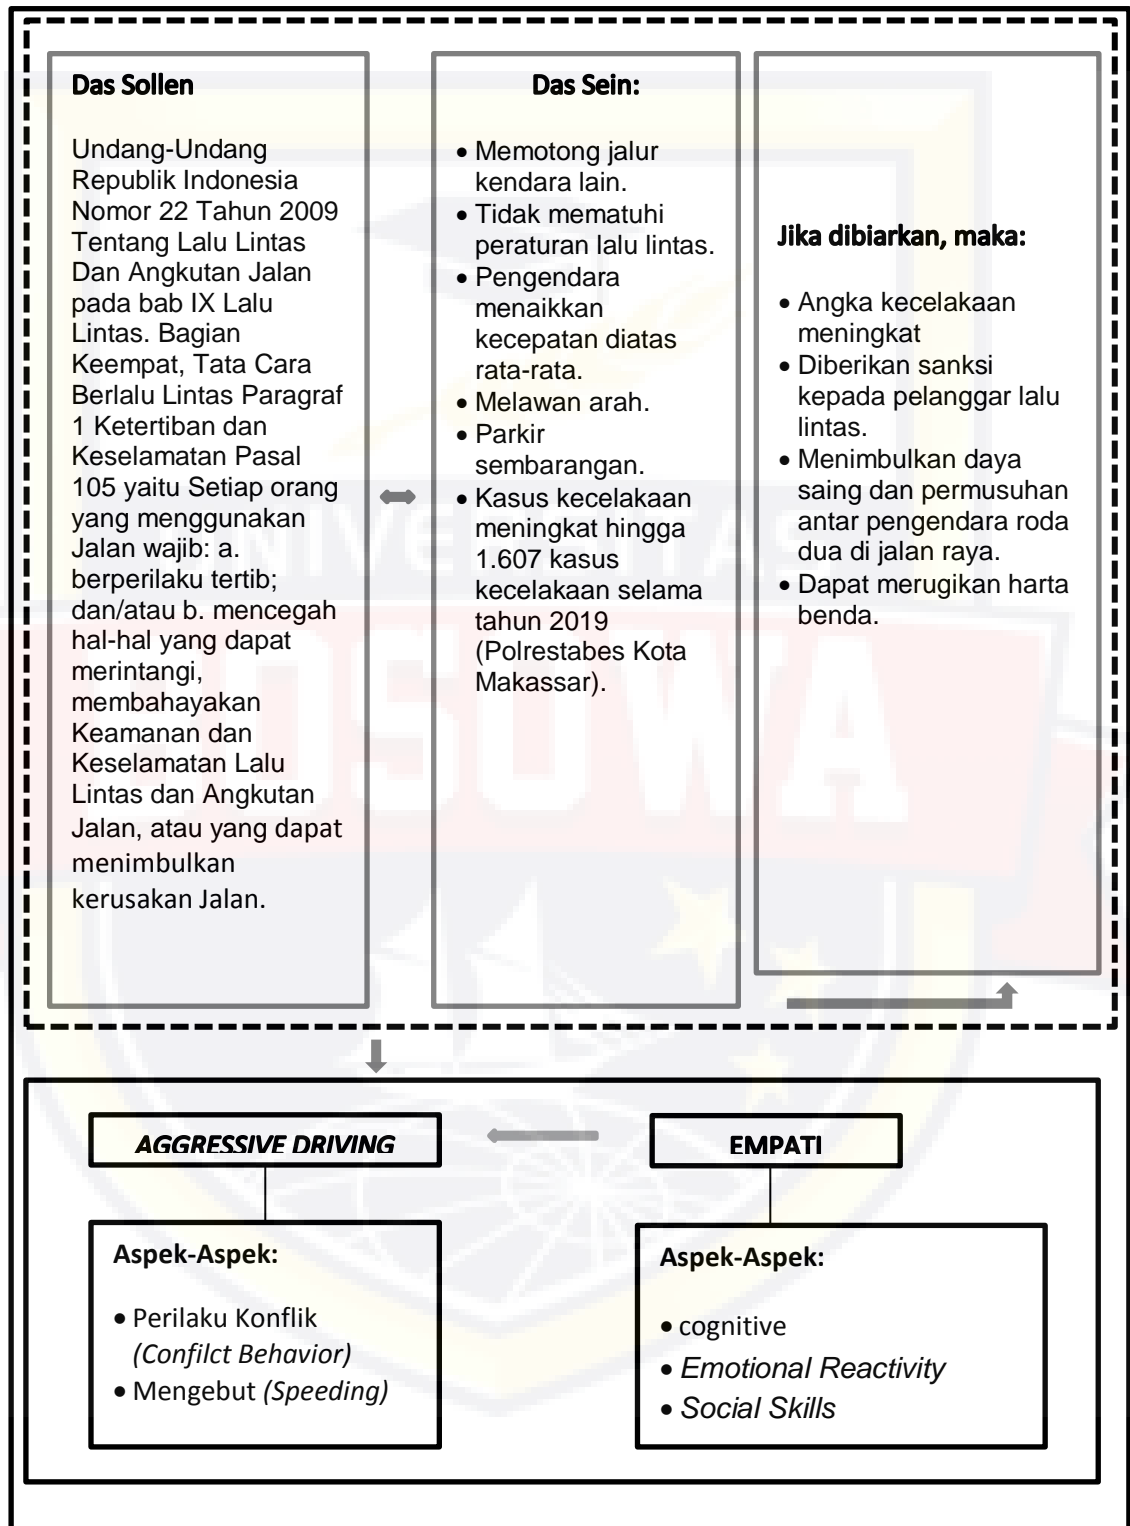 Das Sollen
Undang-Undang
Republik Indonesia
Nomor 22 Tahun 2009
Tentang Lalu Lintas
Dan Angkutan Jalan
pada bab IX Lalu
Lintas. Bagian
Keempat, Tata Cara
Berlalu Lintas Paragraf
1 Ketertiban dan
Keselamatan Pasal
105 yaitu Setiap orang
yang menggunakan
Jalan wajib: a.
berperilaku tertib;
dan/atau b. mencegah
hal-hal yang dapat
merintangi,
membahayakan
Keamanan dan
Keselamatan Lalu
Lintas dan Angkutan
Jalan, atau yang dapat
menimbulkan
kerusakan Jalan.
Das Sein:
• Memotong jalur
kendara lain.
• Tidak mematuhi
peraturan lalu lintas.
• Pengendara
menaikkan
kecepatan diatas
rata-rata.
• Melawan arah.
• Parkir
sembarangan.
• Kasus kecelakaan
meningkat hingga
1.607 kasus
kecelakaan selama
tahun 2019
(Polrestabes Kota
Makassar).
Jika dibiarkan, maka:
• Angka kecelakaan
meningkat
• Diberikan sanksi
kepada pelanggar lalu
lintas.
• Menimbulkan daya
saing dan permusuhan
antar pengendara roda
dua di jalan raya.
• Dapat merugikan harta
benda.
UNIVERSITAS
BOSOWA
AGGRESSIVE DRIVING
EMPATI
Aspek-Aspek:
• Perilaku Konflik
(Confilct Behavior)
• Mengebut (Speeding)
Aspek-Aspek:
• cognitive
• Emotional Reactivity
• Social Skills